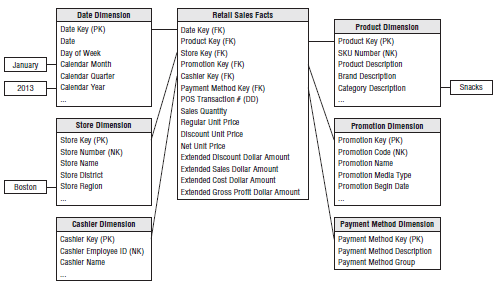 Date Dimension
Date Key (PK)
Date
Day of Week
Calendar Month
Calendar Quarter
Calendar Year
...
January
2013
Store Dimension
Store Key (PK)
Store Number (NK)
Store Name
Store District
Store Region
...
Boston
Cashier Dimension
Cashier Key (PK)
Cashier Employee ID (NK)
Cashier Name
...
Retail Sales Facts
Date Key (FK)
Product Key (FK)
Store Key (FK)
Promotion Key (FK)
Cashier Key (FK)
Payment Method Key (FK)
POS Transaction # (DD)
Sales Quantity
Regular Unit Price
Discount Unit Price
Net Unit Price
Extended Discount Dollar Amount
Extended Sales Dollar Amount
Extended Cost Dollar Amount
Extended Gross Profit Dollar Amount
Product Dimension
Product Key (PK)
SKU Number (NK)
Product Description
Brand Description
Category Description
...
Snacks
Promotion Dimension
Promotion Key (PK)
Promotion Code (NK)
Promotion Name
Promotion Media Type
Promotion Begin Date
...
Payment Method Dimension
Payment Method Key (PK)
Payment Method Description
Payment Method Group